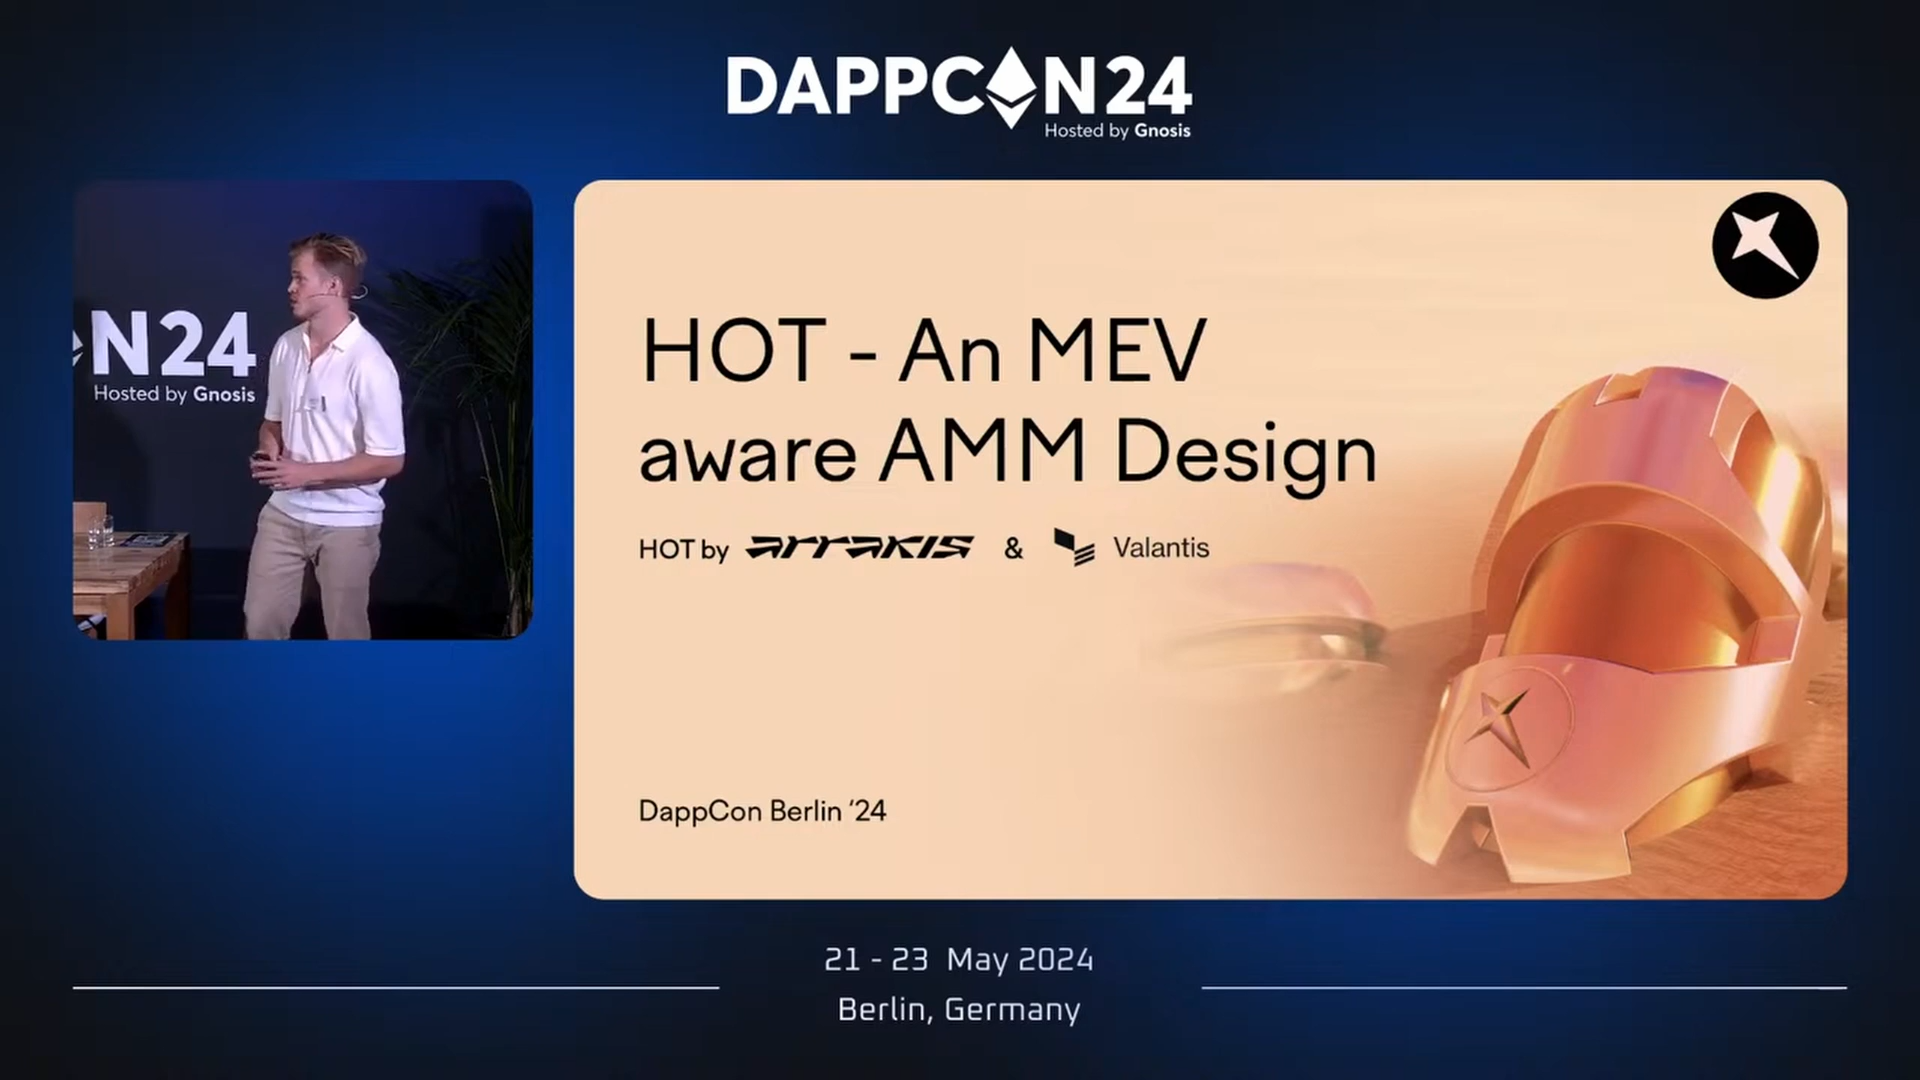 DAPPCON24
Hosted by Gnosis
N24
Hosted by Gnosis
HOT - An MEV
aware AMM Design
HOT by arrakis & Valantis
DappCon Berlin ‘24
21 - 23 May 2024
Berlin, Germany